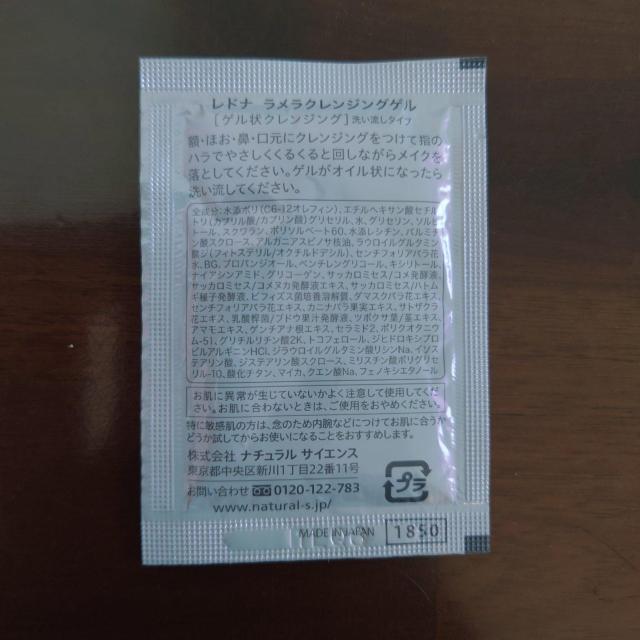 レドナ ラメラクレンジングゲル
[ゲル状クレンジング]洗い流しタイプ
額・ほお・鼻・口元にクレンジングをつけて指の
ハラでやさしくくるくると回しながらメイクを
落としてください。ゲルがオイル状になったら
洗い流してください。
全成分:水添ポリ(C6-12オレフィン)、エチルヘキサン酸セチル、
トリ(カプリル酸/カプリン酸)グリセリル、水、グリセリン、ソルビ
トール、スクワラン、ポリソルベート60、水添レシチン、パルミチ
ン酸スクロース、アルガニアスピノサ核油、ラウロイルグルタミン
酸ジ(フィトステリル/オクチルドデシル)、センチフォリアバラ花
水、BG、プロパンジオール、ペンチレングリコール、キシリトール、
ナイアシンアミド、グリコーゲン、サッカロミセス/コメ発酵液、
サッカロミセス/コメヌカ発酵液エキス、サッカロミセス/ハトム
ギ種子発酵液、ビフィズス菌培養溶解質、ダマスクバラ花エキス、
センチフォリアバラ花エキス、カニナバラ果実エキス、サトザクラ
花エキス、乳酸桿菌/ブドウ果汁発酵液、ツボクサ葉/茎エキス、
アマモエキス、ゲンチアナ根エキス、セラミド2、ポリクオタニウ
ム-51、グリチルリチン酸2K、トコフェロール、ジヒドロキシプロ
ピルアルギニンHCl、ジラウロイルグルタミン酸リシンNa、イソス
テアリン酸、ジステアリン酸スクロース、ミリスチン酸ポリグリセ
リル-10、酸化チタン、マイカ、クエン酸Na、フェノキシエタノール
お肌に異常が生じていないかよく注意して使用してくだ
さい。お肌に合わないときは、ご使用をおやめください。
特に敏感肌の方は、念のため内腕などにつけてお肌に合うか
どうか試してからお使いになることをおすすめします。
株式会社 ナチュラル サイエンス
東京都中央区新川1丁目22番11号
お問い合わせ 0120-122-783
www.natural-s.jp/
プラ
MADE IN JAPAN
1850